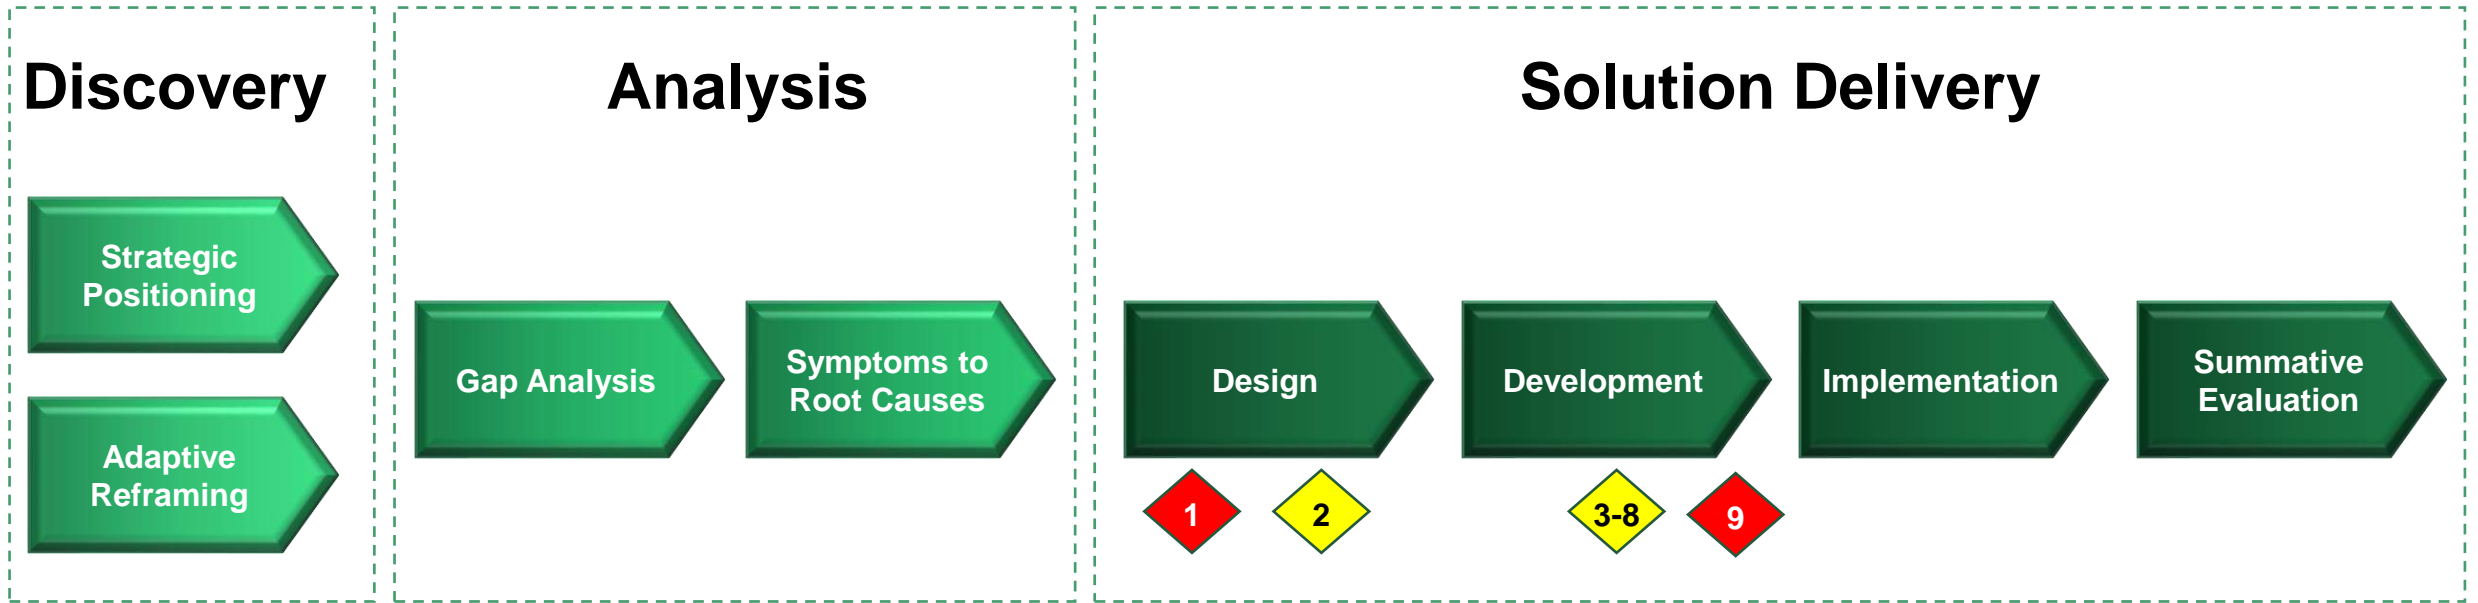 Discovery
Strategic
Positioning
Adaptive
Reframing
Analysis
Gap Analysis
Symptoms to
Root Causes
Solution Delivery
Design
Development
Implementation
Summative
Evaluation
1
2
3-8
9